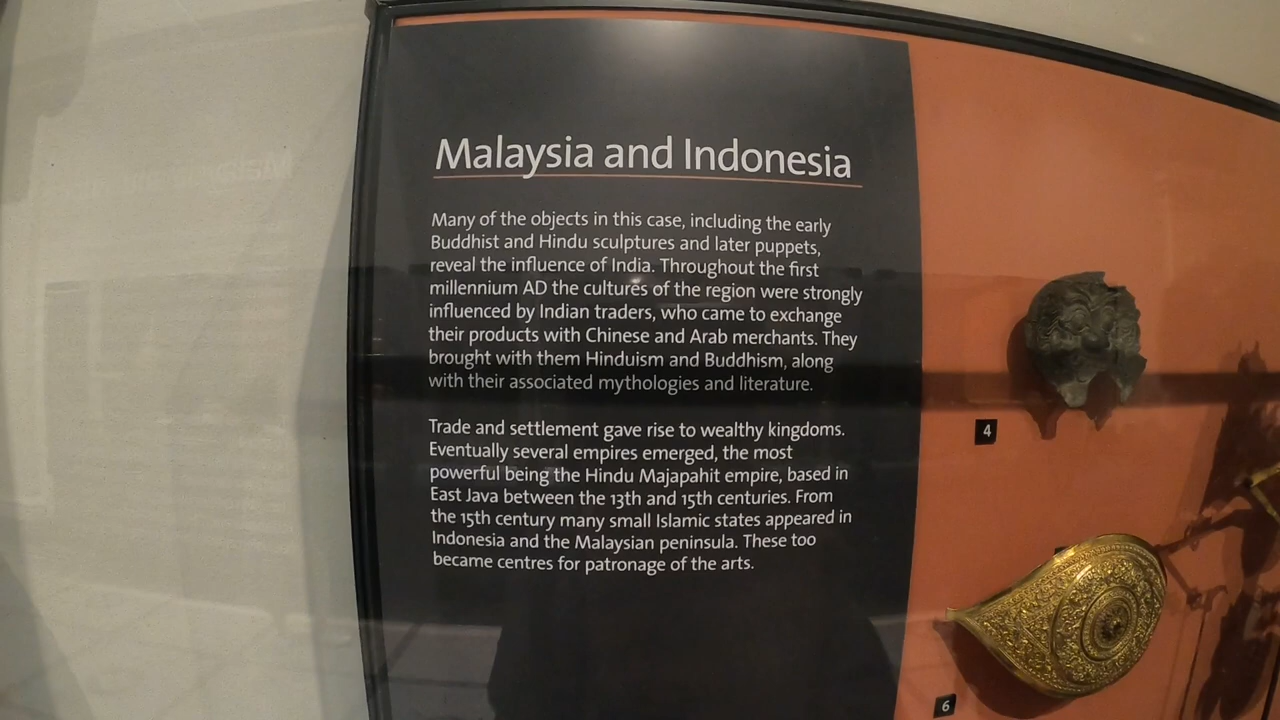 Malaysia and Indonesia
Many of the objects in this case, including the early
Buddhist and Hindu sculptures and later puppets,
reveal the influence of India. Throughout the first
millennium AD the cultures of the region were strongly
influenced by Indian traders, who came to exchange
their products with Chinese and Arab merchants. They
brought with them Hinduism and Buddhism, along
with their associated mythologies and literature.
Trade and settlement gave rise to wealthy kingdoms.
Eventually several empires emerged, the most
powerful being the Hindu Majapahit empire, based in
East Java between the 13th and 15th centuries. From
the 15th century many small Islamic states appeared in
Indonesia and the Malaysian peninsula. These too
became centres for patronage of the arts.
4
6